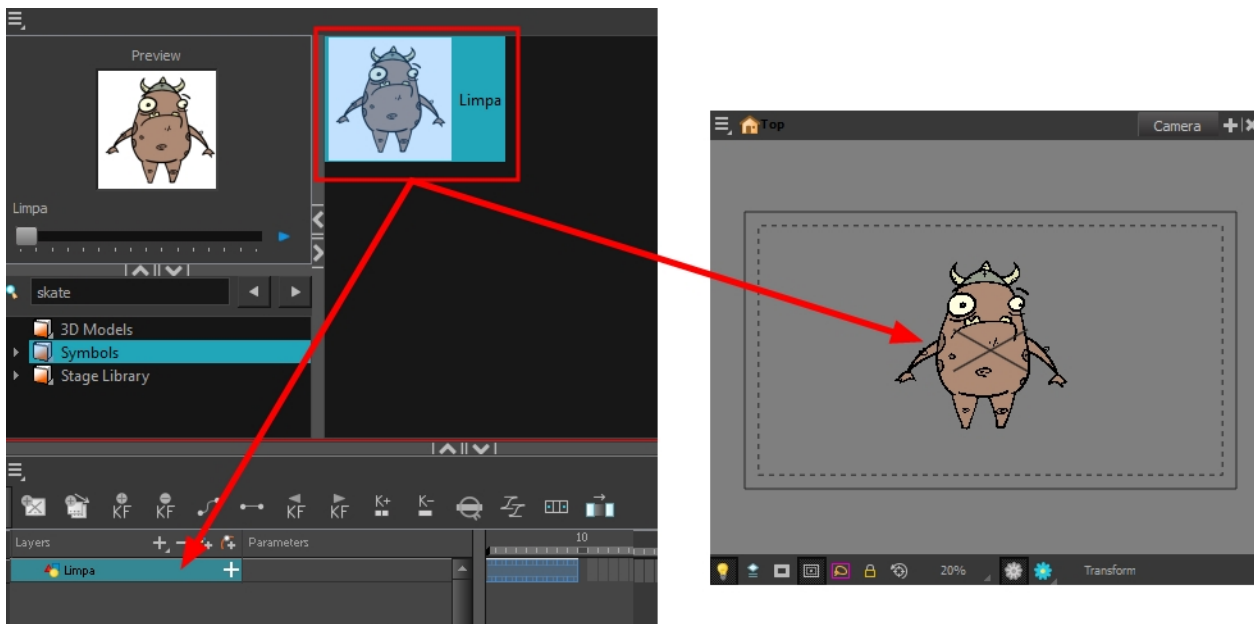 Preview
Limpa
Limpa
skate
3D Models
Symbols
Stage Library
KF KF KF KF K+ K-
Layers Parameters 10
Limpa
Top Camera
20% Transform